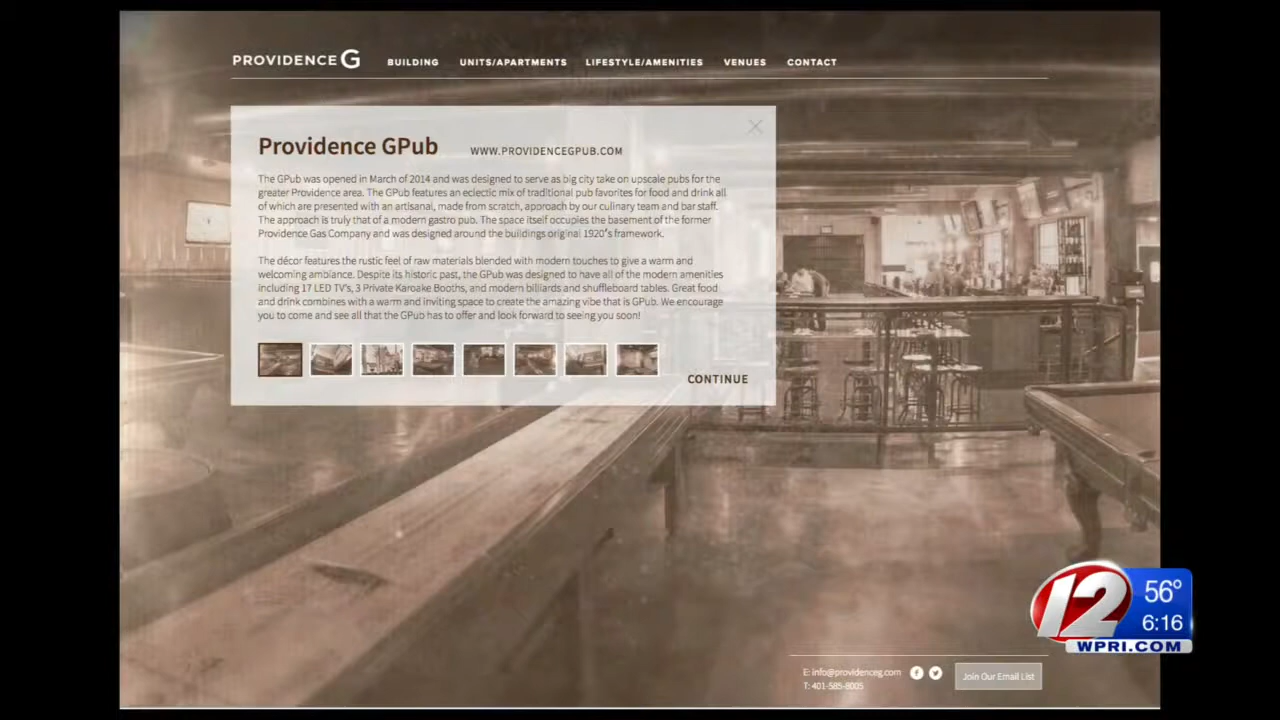 PROVIDENCE G
BUILDING UNITS/APARTMENTS LIFESTYLE/AMENITIES VENUES CONTACT
Providence GPub WWW.PROVIDENCEGPUB.COM
The GPub was opened in March of 2014 and was designed to serve as big city take on upscale pubs for the
greater Providence area. The GPub features an eclectic mix of traditional pub favorites for food and drink all
of which are presented with an artisanal, made from scratch, approach by our culinary team and bar staff.
The approach is truly that of a modern gastro pub. The space itself occupies the basement of the former
Providence Gas Company and was designed around the buildings original 1920's framework.
The décor features the rustic feel of raw materials blended with modern touches to give a warm and
welcoming ambiance. Despite its historic past, the GPub was designed to have all of the modern amenities
including 17 LED TV's, 3 Private Karoake Booths, and modern billiards and shuffleboard tables. Great food
and drink combines with a warm and inviting space to create the amazing vibe that is GPub. We encourage
you to come and see all that the GPub has to offer and look forward to seeing you soon!
CONTINUE
12
56°
6:16
WPRI.COM
E: info@providenceg.com
T: 401-585-8005
Join Our Email List